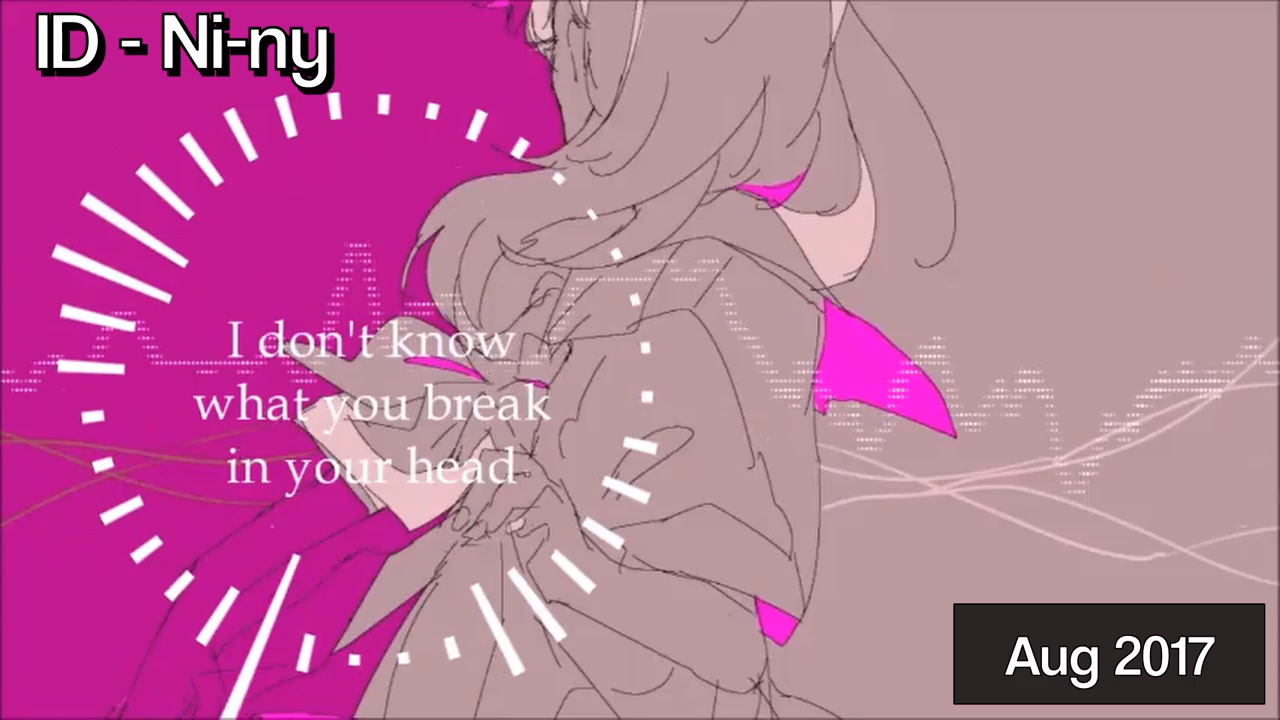 ID - Ni-ny
I don't know
what you break
in your head
Aug 2017